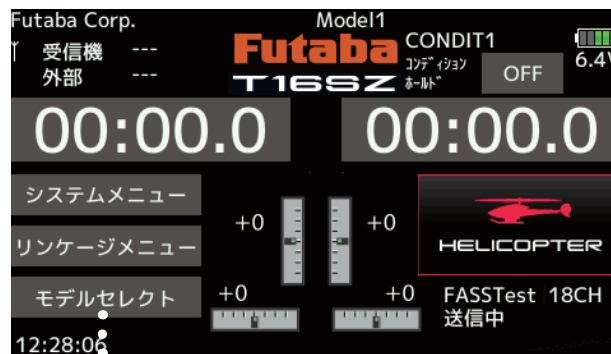 Futaba Corp.
Model1
受信機 ---
外部 ---
Futaba
T16SZ
CONDIT1
コンディション
ホールド
OFF
6.4V
00:00.0
00:00.0
システムメニュー
リンケージメニュー
モデルセレクト
+0
+0
+0
+0
HELICOPTER
FASSTest 18CH
送信中
12:28:06